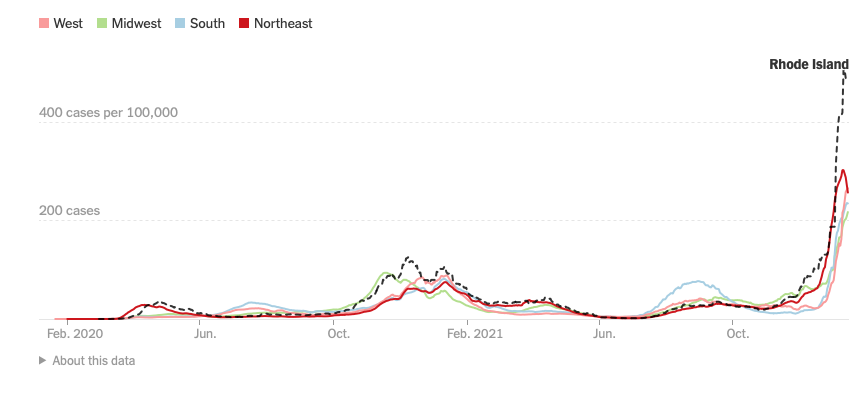 West Midwest South Northeast
Rhode Island
400 cases per 100,000
200 cases
Feb. 2020 Jun. Oct. Feb. 2021 Jun. Oct.
About this data